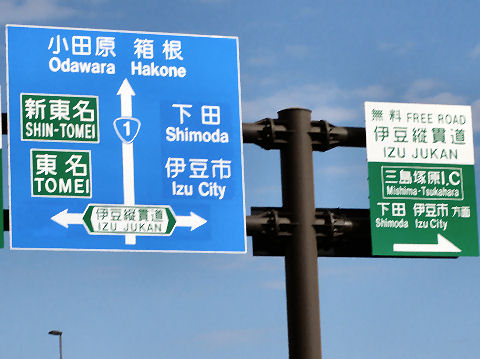 小田原 箱根
Odawara Hakone
新東名
SHIN-TOMEI
東名
TOMEI
1
下田
Shimoda
伊豆市
Izu City
伊豆縦貫道
IZU JUKAN
無料 FREE ROAD
伊豆縦貫道
IZU JUKAN
三島塚原I.C
Mishima-Tsukahara
下田 伊豆市 方面
Shimoda Izu City